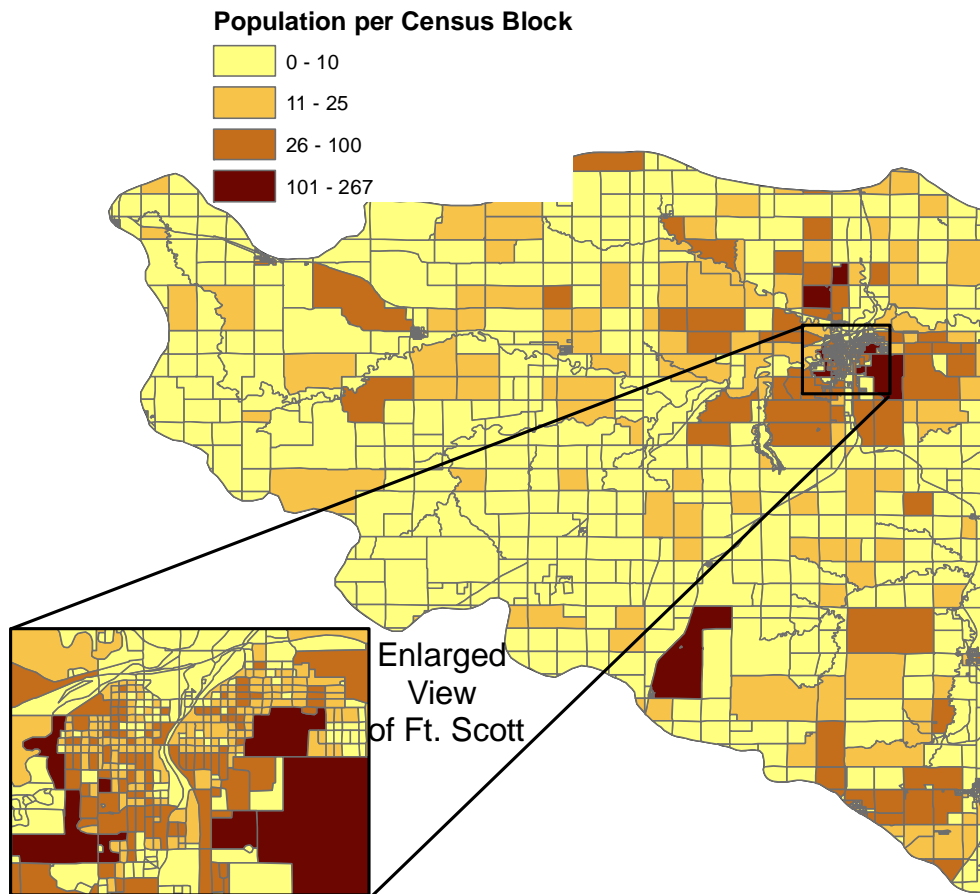 Population per Census Block
0 - 10
11 - 25
26 - 100
101 - 267
Enlarged
View
of Ft. Scott